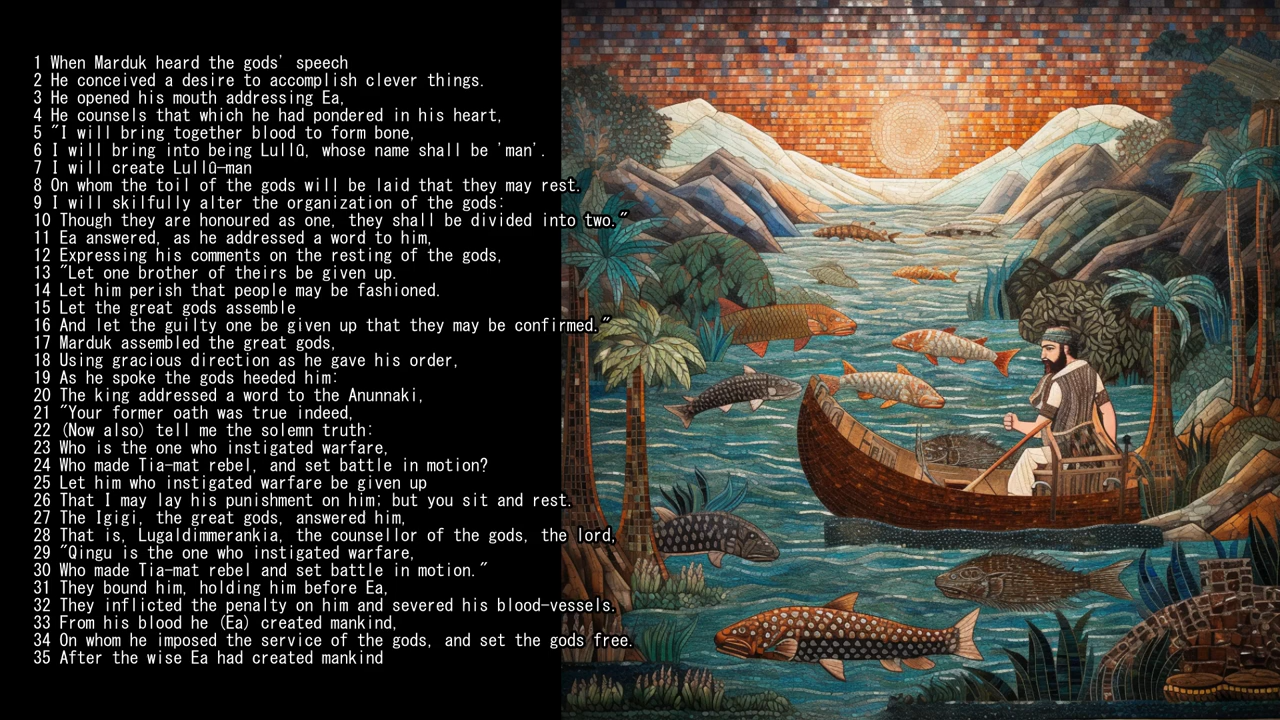 1 When Marduk heard the gods' speech
2 He conceived a desire to accomplish clever things.
3 He opened his mouth addressing Ea,
4 He counsels that which he had pondered in his heart,
5 "I will bring together blood to form bone,
6 I will bring into being Lullû, whose name shall be 'man'.
7 I will create Lullû-man
8 On whom the toil of the gods will be laid that they may rest.
9 I will skilfully alter the organization of the gods:
10 Though they are honoured as one, they shall be divided into two."
11 Ea answered, as he addressed a word to him,
12 Expressing his comments on the resting of the gods,
13 "Let one brother of theirs be given up.
14 Let him perish that people may be fashioned.
15 Let the great gods assemble
16 And let the guilty one be given up that they may be confirmed."
17 Marduk assembled the great gods,
18 Using gracious direction as he gave his order,
19 As he spoke the gods heeded him:
20 The king addressed a word to the Anunnaki,
21 "Your former oath was true indeed,
22 (Now also) tell me the solemn truth:
23 Who is the one who instigated warfare,
24 Who made Tia-mat rebel, and set battle in motion?
25 Let him who instigated warfare be given up
26 That I may lay his punishment on him; but you sit and rest.
27 The Igigi, the great gods, answered him,
28 That is, Lugaldimmerankia, the counsellor of the gods, the lord,
29 "Qingu is the one who instigated warfare,
30 Who made Tia-mat rebel and set battle in motion."
31 They bound him, holding him before Ea,
32 They inflicted the penalty on him and severed his blood-vessels.
33 From his blood he (Ea) created mankind,
34 On whom he imposed the service of the gods, and set the gods free.
35 After the wise Ea had created mankind